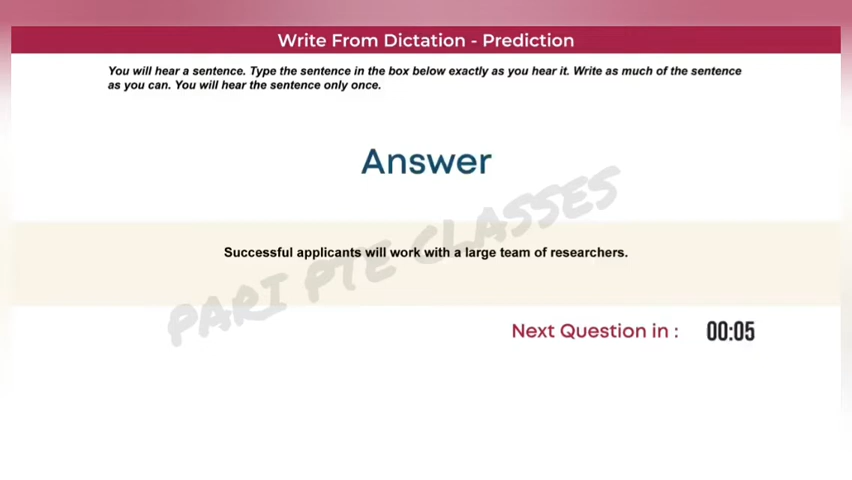 Write From Dictation - Prediction
You will hear a sentence. Type the sentence in the box below exactly as you hear it. Write as much of the sentence
as you can. You will hear the sentence only once.
Answer
Successful applicants will work with a large team of researchers.
PARI PTE CLASSES
Next Question in : 00:05